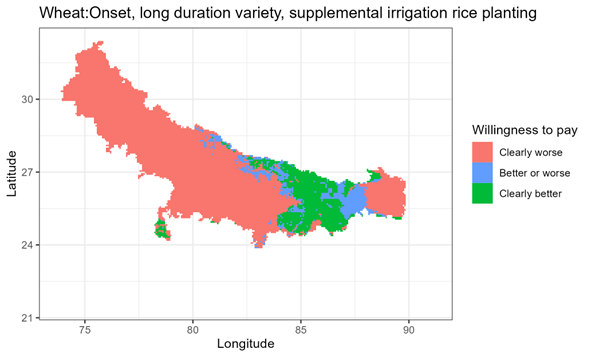 Wheat:Onset, long duration variety, supplemental irrigation rice planting
Latitude
30
27
24
21
75
80
85
90
Longitude
Willingness to pay
Clearly worse
Better or worse
Clearly better